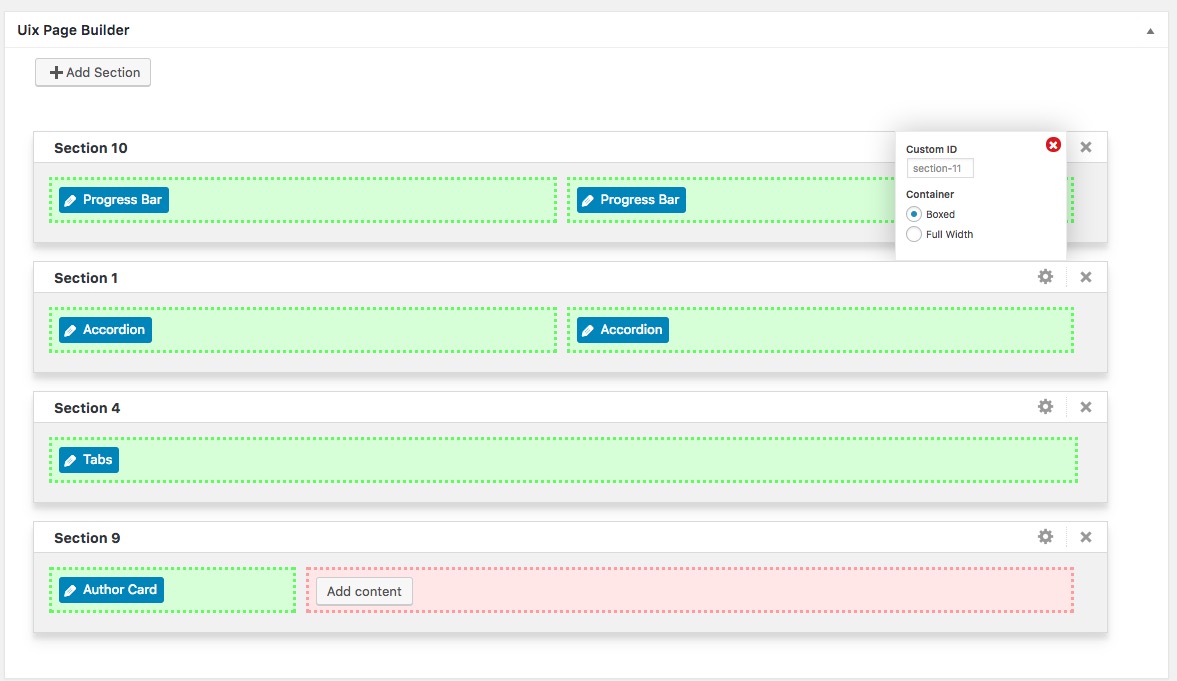 Uix Page Builder
Add Section
Section 10
Custom ID
section-11
Container
Boxed
Full Width
Progress Bar
Progress Bar
Section 1
Accordion
Accordion
Section 4
Tabs
Section 9
Author Card
Add content